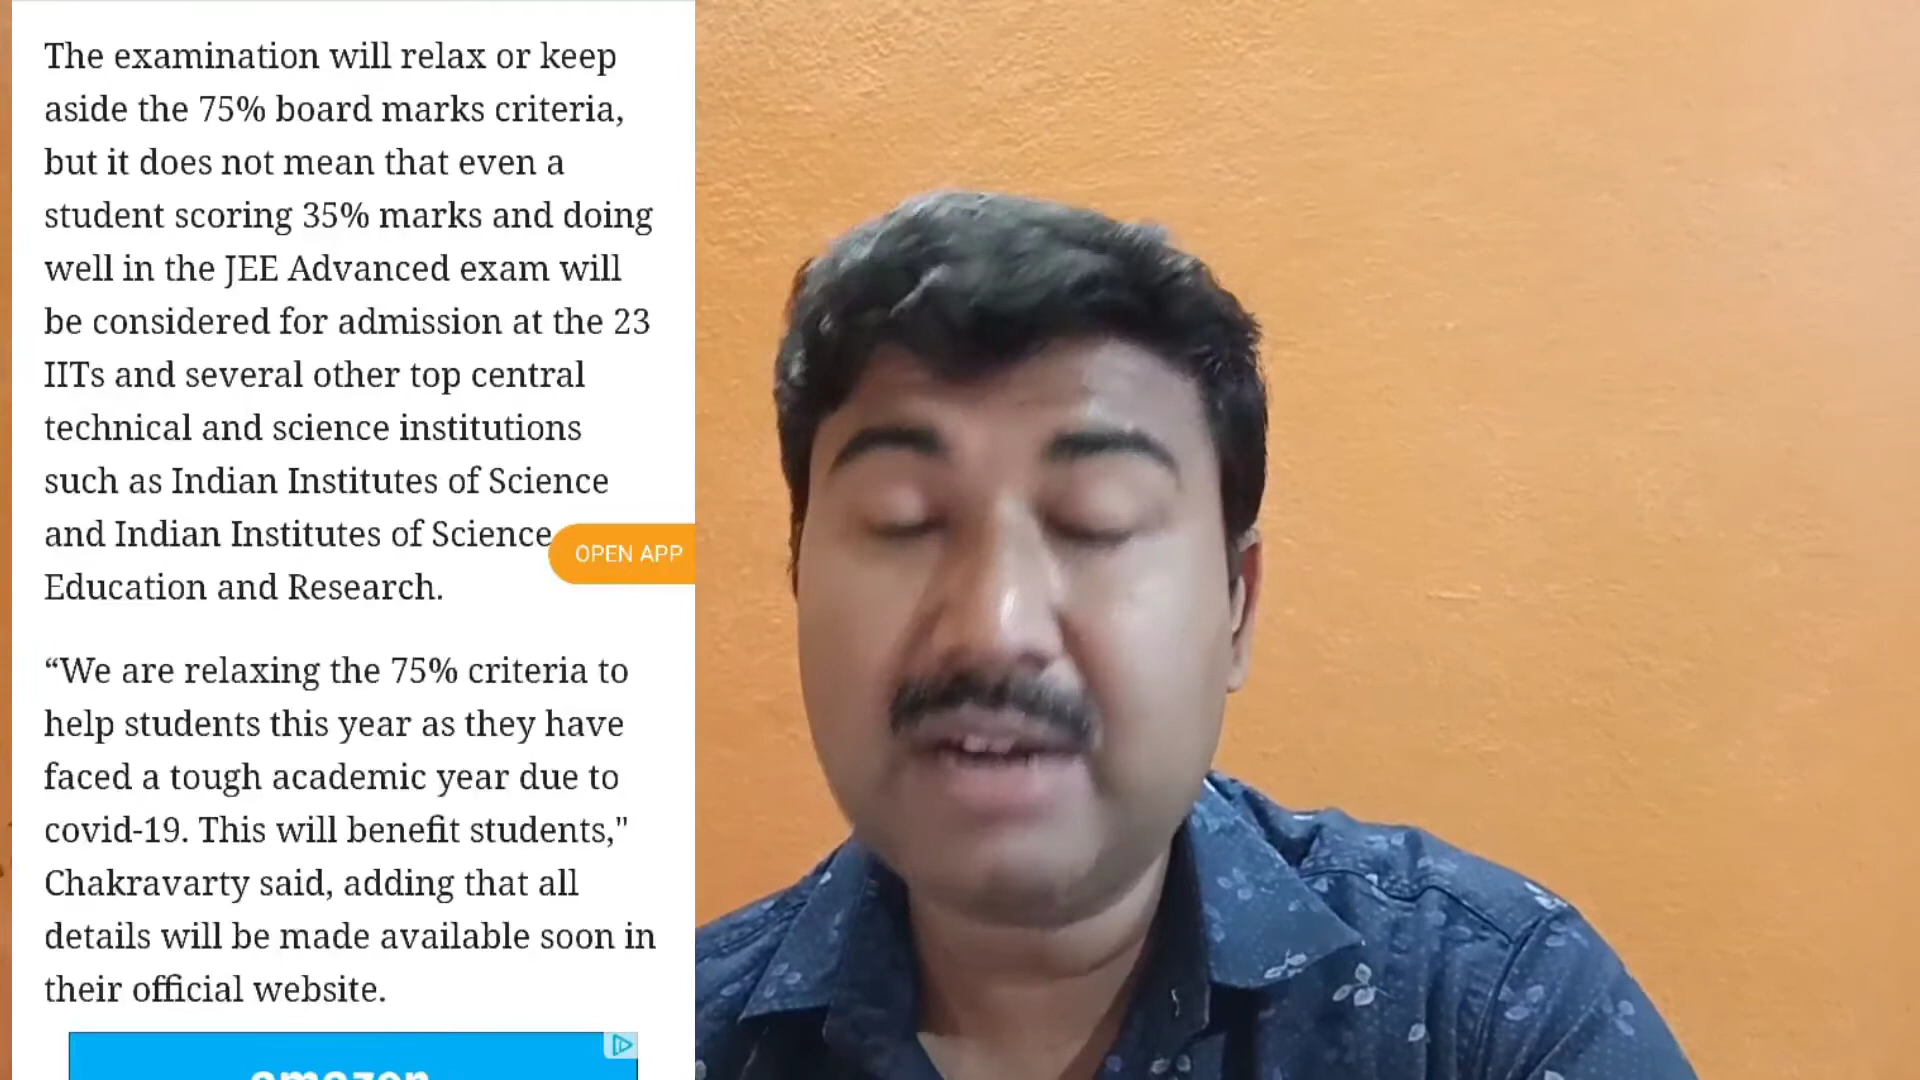 The examination will relax or keep
aside the 75% board marks criteria,
but it does not mean that even a
student scoring 35% marks and doing
well in the JEE Advanced exam will
be considered for admission at the 23
IITs and several other top central
technical and science institutions
such as Indian Institutes of Science
and Indian Institutes of Science
OPEN APP
Education and Research.
“We are relaxing the 75% criteria to
help students this year as they have
faced a tough academic year due to
covid-19. This will benefit students,"
Chakravarty said, adding that all
details will be made available soon in
their official website.
amazon